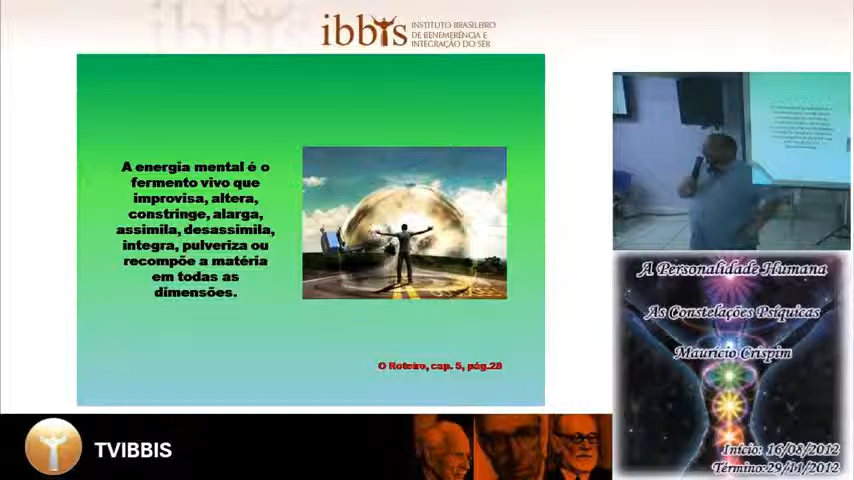 ibbis
INSTITUTO BRASILEIRO
DE BENEMERÊNCIA E
INTEGRAÇÃO DO SER
A energia mental é o
fermento vivo que
improvisa, altera,
constringe, alarga,
assimila, desassimila,
integra, pulveriza ou
recompõe a matéria
em todas as
dimensões.
O Roteiro, cap. 5, pág.28
A Personalidade Humana
As Constelações Psíquicas
Maurício Crispim
Início: 16/08/2012
Término:29/11/2012
TVIBBIS